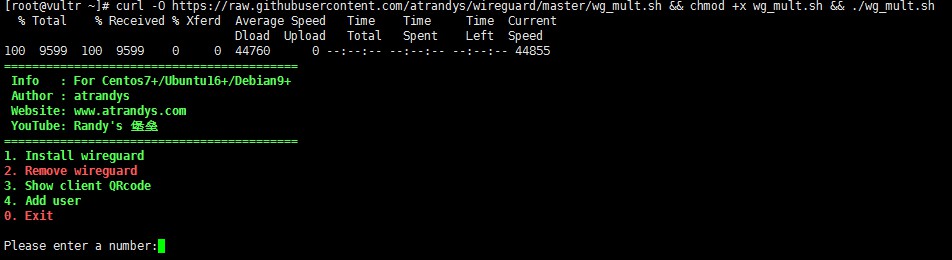 [root@vultr ~]# curl -O https://raw.githubusercontent.com/atrandys/wireguard/master/wg_mult.sh && chmod +x wg_mult.sh && ./wg_mult.sh
% Total % Received % Xferd Average Speed Time Time Time Current
Dload Upload Total Spent Left Speed
100 9599 100 9599 0 0 44760 0 --:--:-- --:--:-- --:--:-- 44855
==========================================
Info : For Centos7+/Ubuntu16+/Debian9+
Author : atrandys
Website: www.atrandys.com
YouTube: Randy's 堡垒
==========================================
1. Install wireguard
2. Remove wireguard
3. Show client QRcode
4. Add user
0. Exit
Please enter a number: